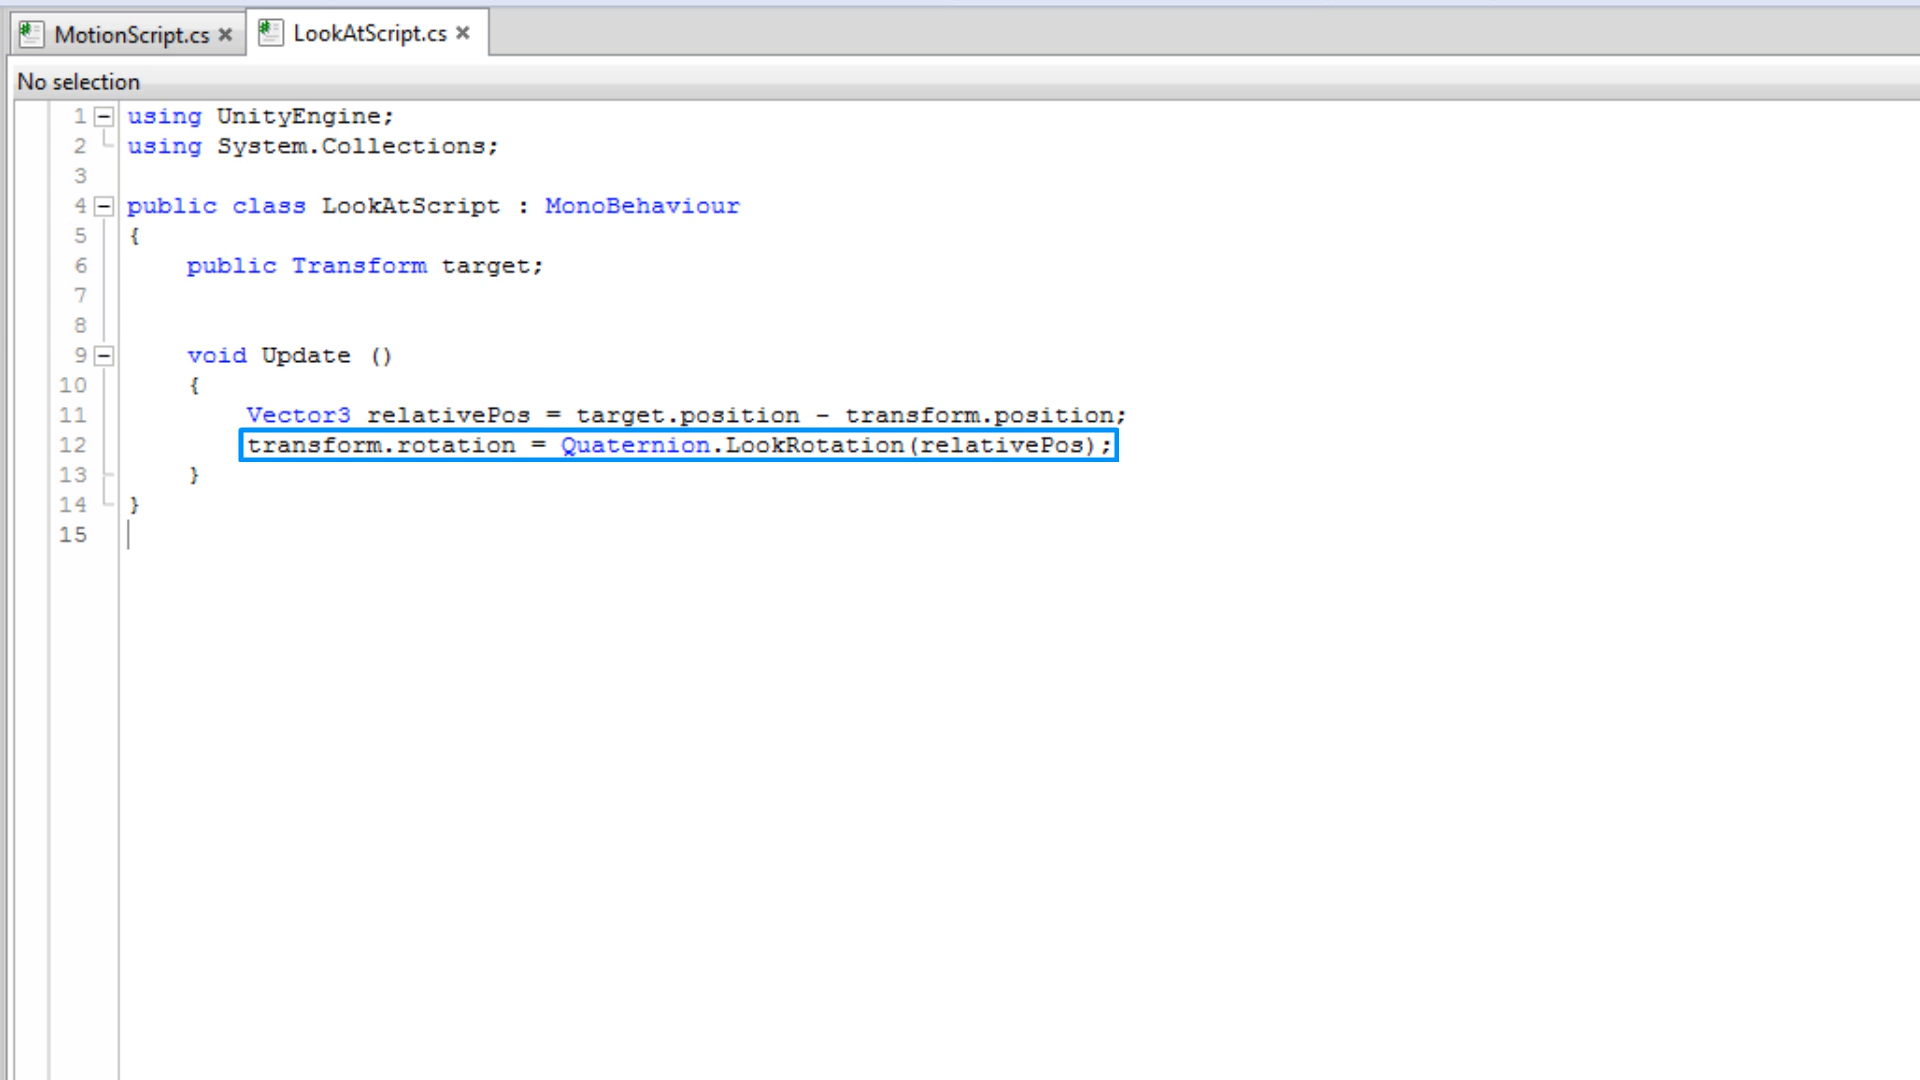 MotionScript.cs × LookAtScript.cs ×
No selection
1 using UnityEngine;
2 using System.Collections;
3
4 public class LookAtScript : MonoBehaviour
5 {
6 public Transform target;
7
8
9 void Update ()
10 {
11 Vector3 relativePos = target.position - transform.position;
12 transform.rotation = Quaternion.LookRotation(relativePos);
13 }
14 }
15